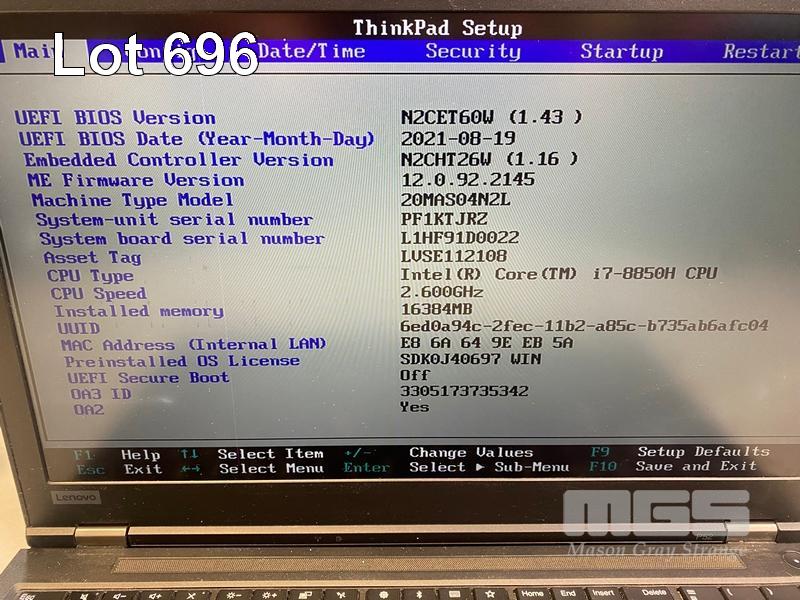 ThinkPad Setup
Lot 696
Main Date/Time Security Startup Restart
UEFI BIOS Version N2CET60W (1.43 )
UEFI BIOS Date (Year-Month-Day) 2021-08-19
Embedded Controller Version N2CHT26W (1.16 )
ME Firmware Version 12.0.92.2145
Machine Type Model 20MAS04N2L
System-unit serial number PF1KTJRZ
System board serial number L1HF91D0022
Asset Tag LVSE112108
CPU Type Intel(R) Core(TM) i7-8850H CPU
CPU Speed 2.600GHz
Installed memory 16384MB
UUID 6ed0a94c-2fec-11b2-a85c-b735ab6afc04
MAC Address (Internal LAN) E8 6A 64 9E EB 5A
Preinstalled OS License SDK0J40697 WIN
UEFI Secure Boot Off
OA3 ID 3305173735342
OA2 Yes
F1 Help ↑↓ Select Item +/- Change Values F9 Setup Defaults
Esc Exit ←→ Select Menu Enter Select ▶ Sub-Menu F10 Save and Exit
Lenovo
MGS
P52
Mason Gray Strange
Home End Insert Delete